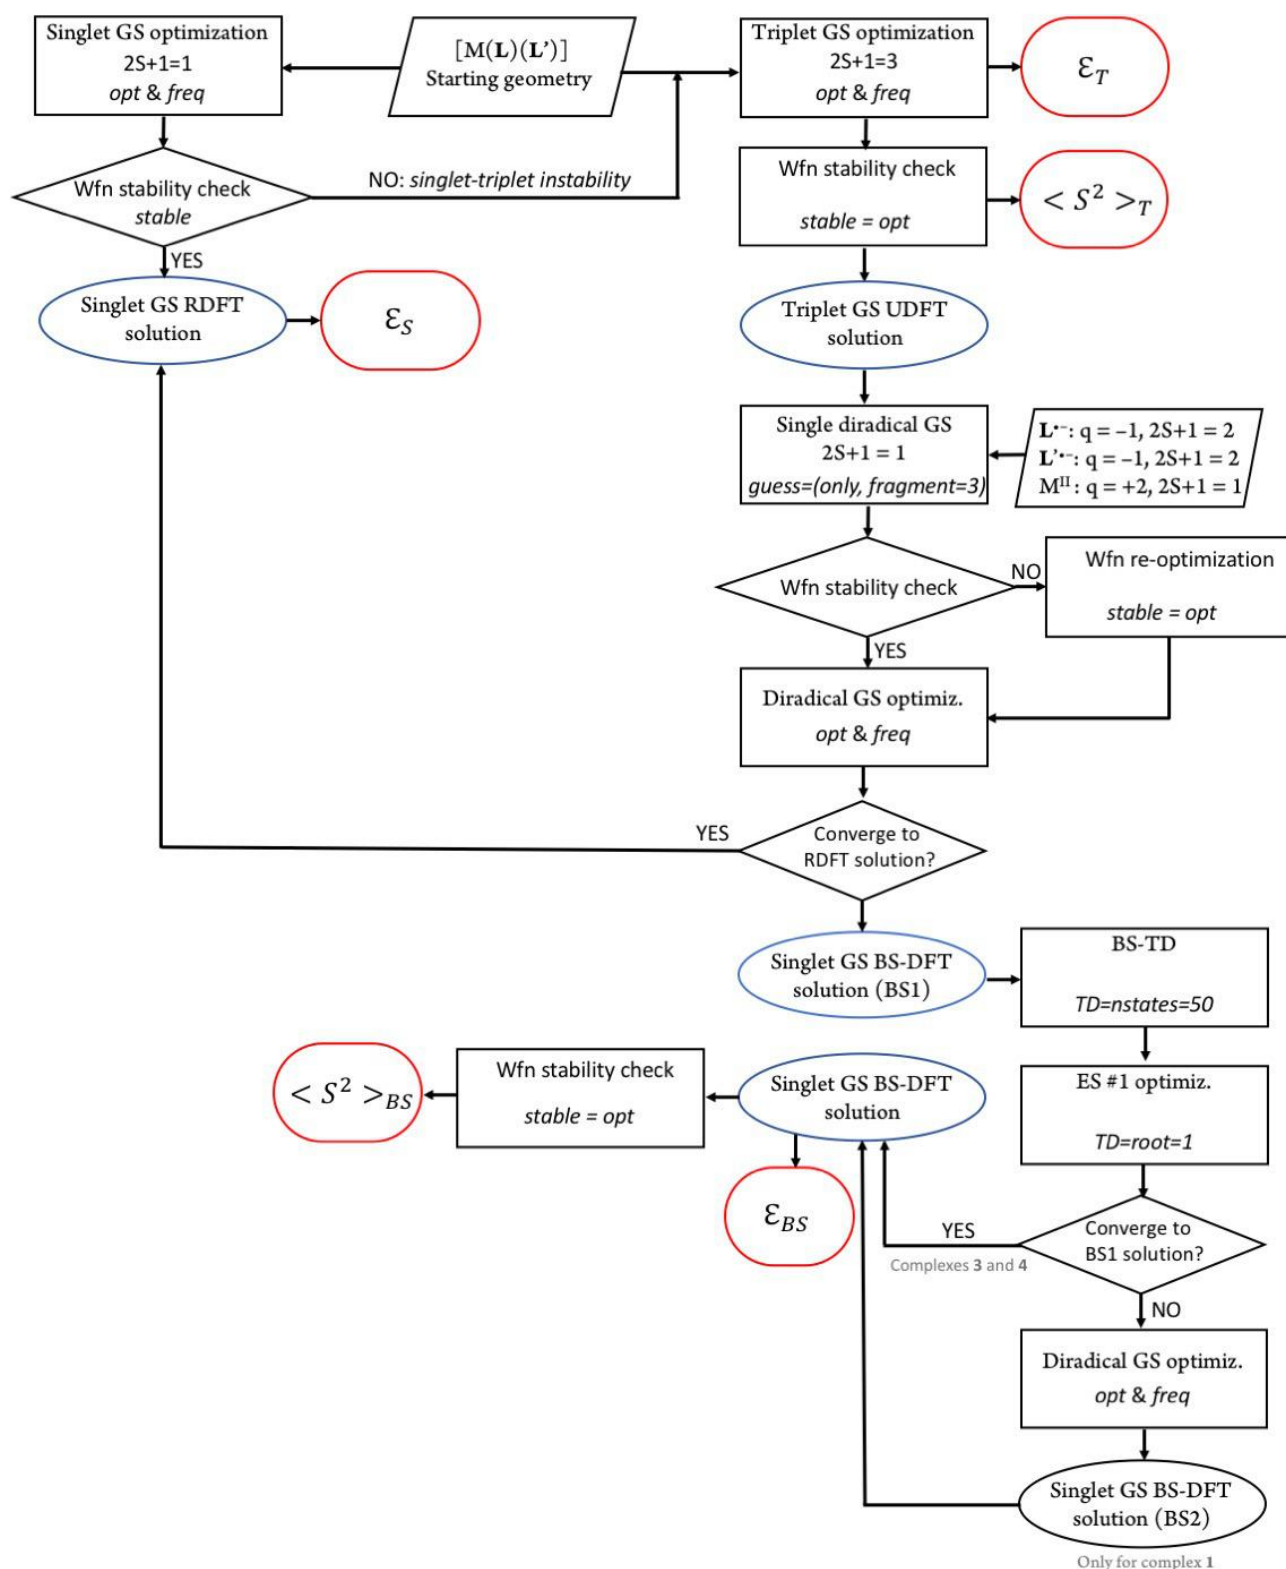 Singlet GS optimization
2S+1=1
opt & freq
[M(L)(L’)]
Starting geometry
Triplet GS optimization
2S+1=3
opt & freq
ℇT
Wfn stability check
stable
NO: singlet-triplet instability
Wfn stability check
stable = opt
< S² >T
YES
Singlet GS RDFT
solution
ℇS
Triplet GS UDFT
solution
Single diradical GS
2S+1 = 1
guess=(only, fragment=3)
L•–: q = –1, 2S+1 = 2
L’•–: q = –1, 2S+1 = 2
MII: q = +2, 2S+1 = 1
Wfn stability check
NO
Wfn re-optimization
stable = opt
YES
Diradical GS optimiz.
opt & freq
YES
Converge to
RDFT solution?
Singlet GS BS-DFT
solution (BS1)
BS-TD
TD=nstates=50
< S² >BS
Wfn stability check
stable = opt
Singlet GS BS-DFT
solution
ES #1 optimiz.
TD=root=1
ℇBS
YES
Complexes 3 and 4
Converge to
BS1 solution?
NO
Diradical GS optimiz.
opt & freq
Singlet GS BS-DFT
solution (BS2)
Only for complex 1